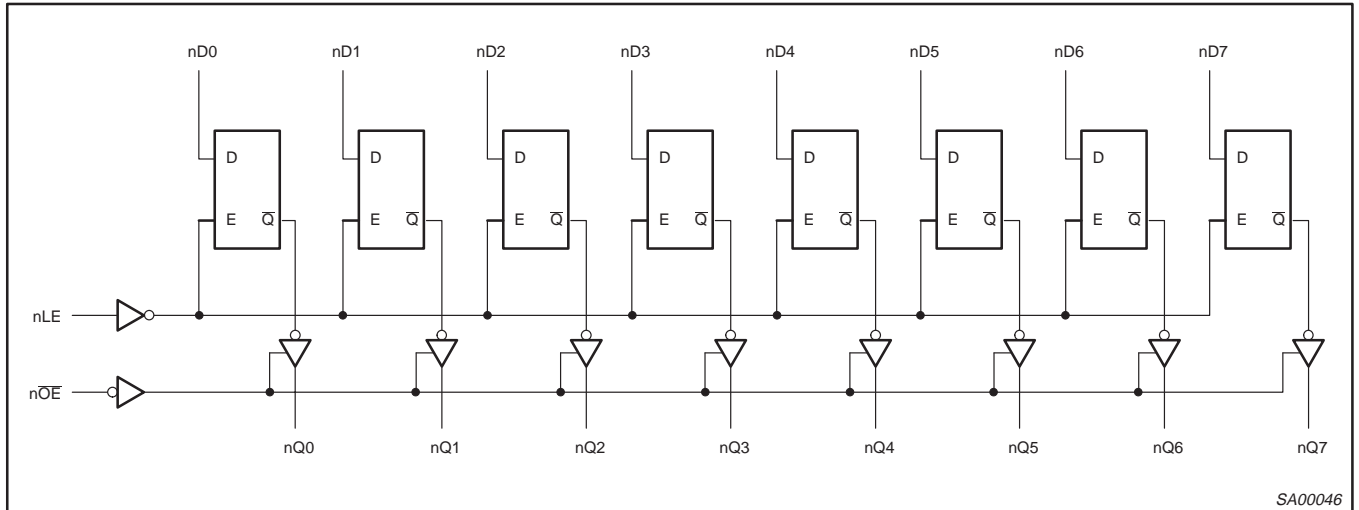 nD0 nD1 nD2 nD3 nD4 nD5 nD6 nD7
D D D D D D D D
E Q̅ E Q̅ E Q̅ E Q̅ E Q̅ E Q̅ E Q̅ E Q̅
nLE
nO̅E̅
nQ0 nQ1 nQ2 nQ3 nQ4 nQ5 nQ6 nQ7
SA00046